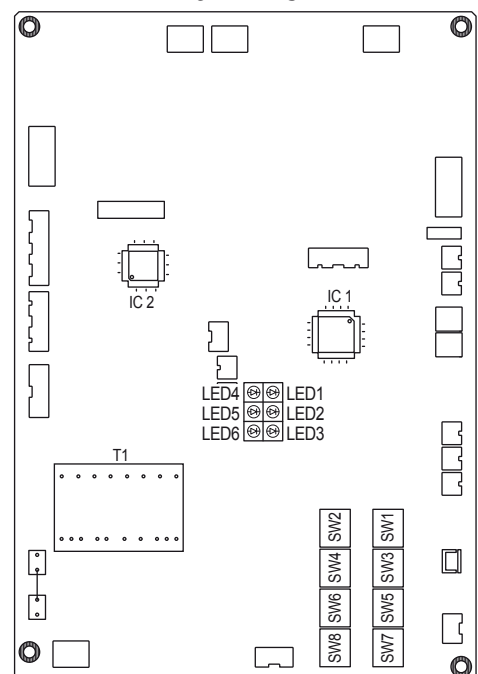 IC 2
IC 1
LED4 LED1
LED5 LED2
LED6 LED3
T1
SW2 SW1
SW4 SW3
SW6 SW5
SW8 SW7